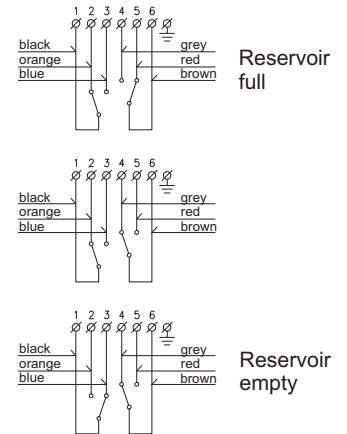 1 2 3 4 5 6
black grey
orange red
blue brown
Reservoir
full
1 2 3 4 5 6
black grey
orange red
blue brown
1 2 3 4 5 6
black grey
orange red
blue brown
Reservoir
empty